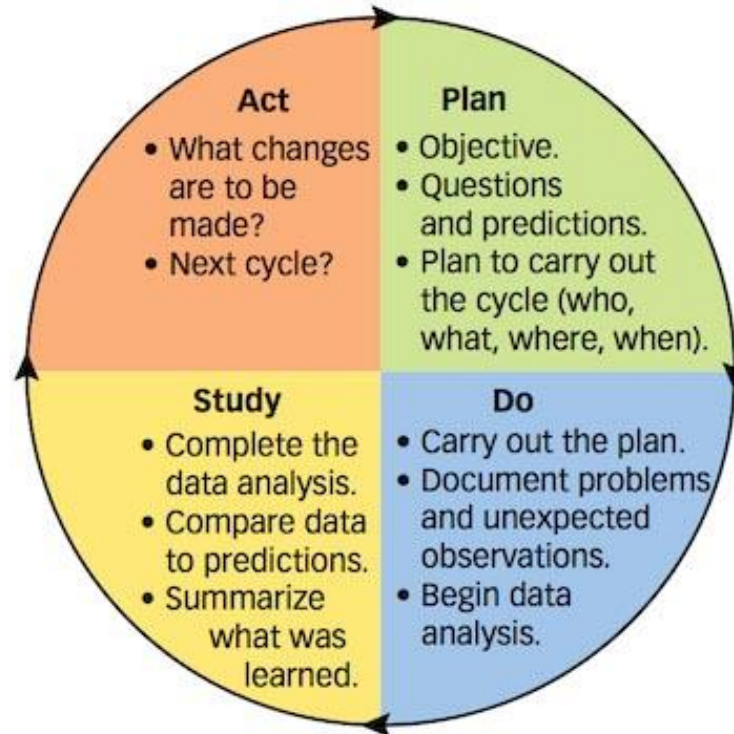 Act
• What changes
are to be
made?
• Next cycle?
Plan
• Objective.
• Questions
and predictions.
• Plan to carry out
the cycle (who,
what, where, when).
Study
• Complete the
data analysis.
• Compare data
to predictions.
• Summarize
what was
learned.
Do
• Carry out the plan.
• Document problems
and unexpected
observations.
• Begin data
analysis.